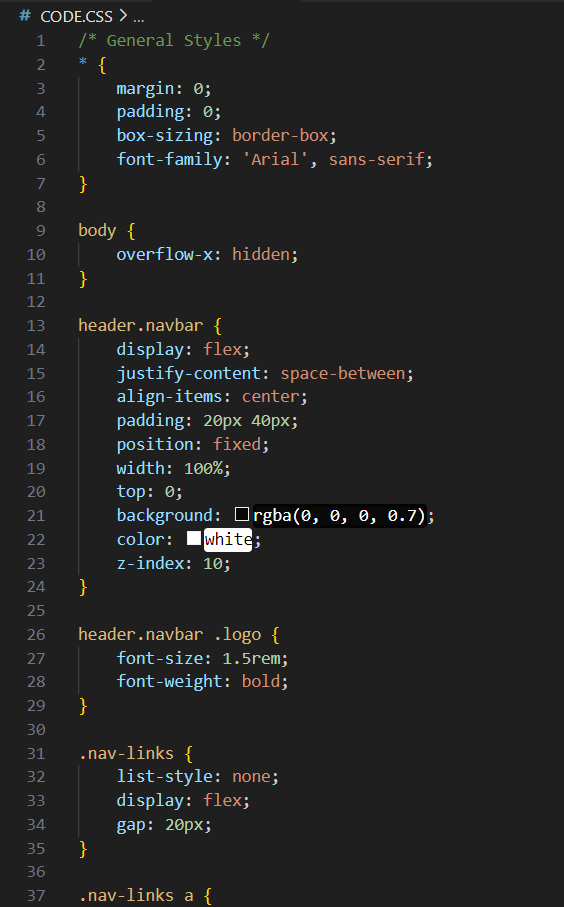 # CODE.CSS > ...
1 /* General Styles */
2 * {
3     margin: 0;
4     padding: 0;
5     box-sizing: border-box;
6     font-family: 'Arial', sans-serif;
7 }
8
9 body {
10     overflow-x: hidden;
11 }
12
13 header.navbar {
14     display: flex;
15     justify-content: space-between;
16     align-items: center;
17     padding: 20px 40px;
18     position: fixed;
19     width: 100%;
20     top: 0;
21     background: rgba(0, 0, 0, 0.7);
22     color: white;
23     z-index: 10;
24 }
25
26 header.navbar .logo {
27     font-size: 1.5rem;
28     font-weight: bold;
29 }
30
31 .nav-links {
32     list-style: none;
33     display: flex;
34     gap: 20px;
35 }
36
37 .nav-links a {